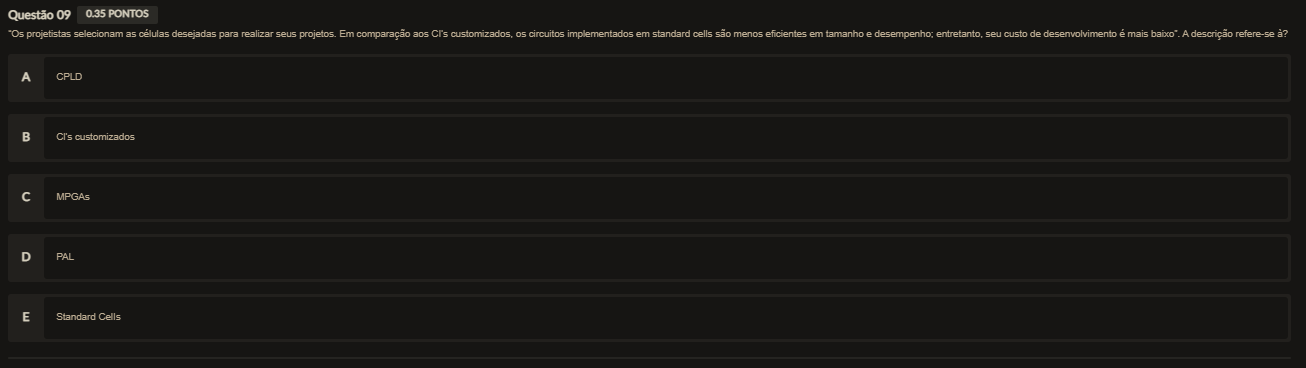 Questão 09 0.35 PONTOS
"Os projetistas selecionam as células desejadas para realizar seus projetos. Em comparação aos CI's customizados, os circuitos implementados em standard cells são menos eficientes em tamanho e desempenho; entretanto, seu custo de desenvolvimento é mais baixo". A descrição refere-se à?
A CPLD
B CI's customizados
C MPGAs
D PAL
E Standard Cells